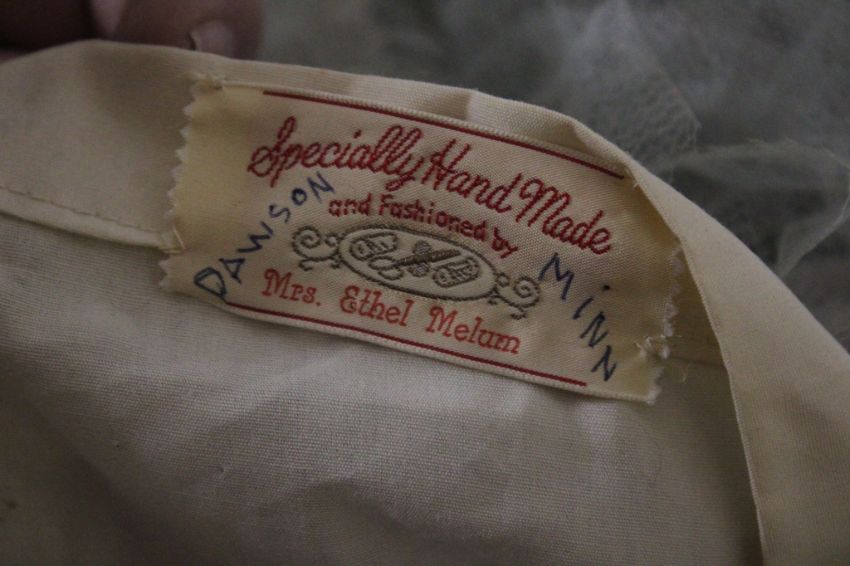 Specially Hand Made
and Fashioned by
DAWSON
MINN
Mrs. Ethel Melum